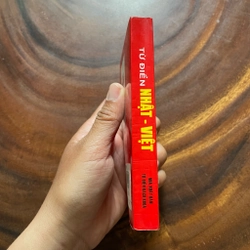 TỪ ĐIỂN
NHẬT - VIỆT